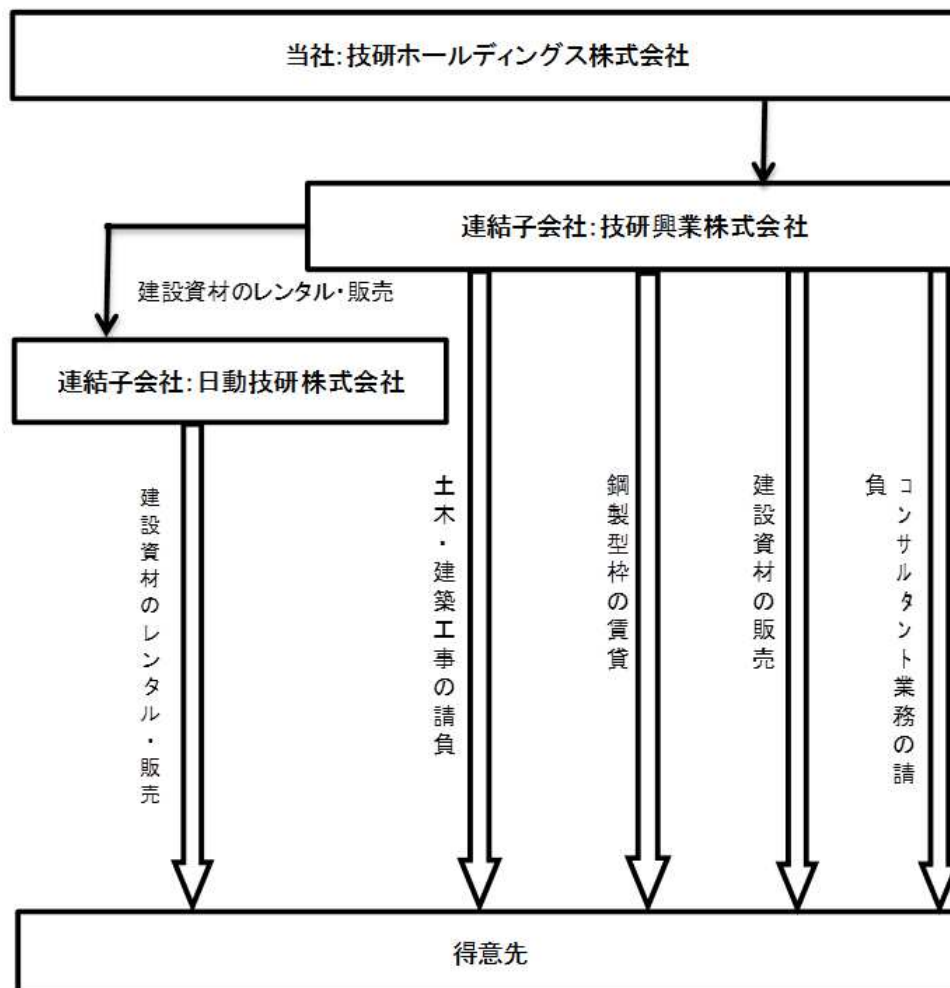 当社:技研ホールディングス株式会社
連結子会社:技研興業株式会社
建設資材のレンタル・販売
連結子会社:日動技研株式会社
建設資材のレンタル・販売
土木・建築工事の請負
鋼製型枠の賃貸
建設資材の販売
コンサルタント業務の請
負
得意先